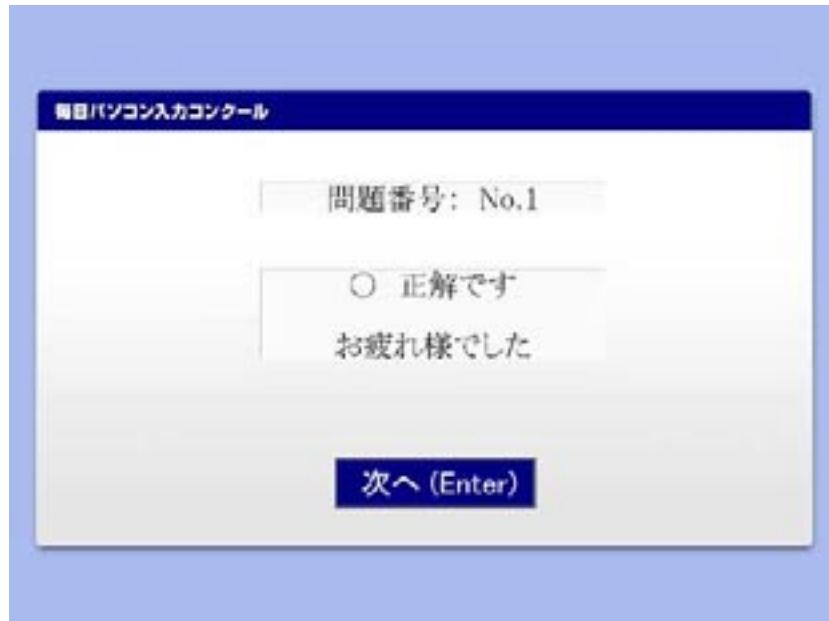 毎日パソコン入力コンクール
問題番号: No.1
○ 正解です
お疲れ様でした
次へ (Enter)